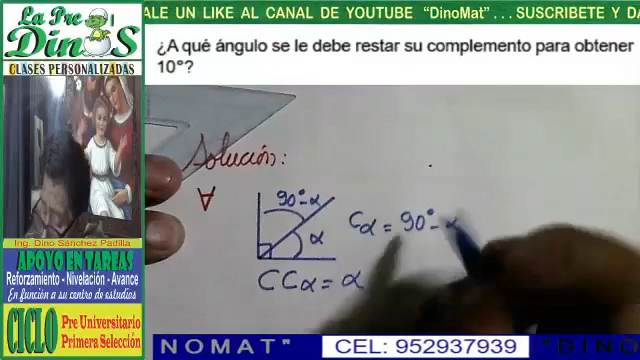 La Pre
DinoS
CLASES PERSONALIZADAS
ALE UN LIKE AL CANAL DE YOUTUBE “DinoMat”... SUSCRIBETE Y DA
¿A qué ángulo se le debe restar su complemento para obtener
10°?
Solución:
∀
90°-α
α
Cα = 90°-α
CCα = α
Ing. Dino Sánchez Padilla
APOYO EN TAREAS
Reforzamiento - Nivelación - Avance
En función a su centro de estudios
CICLO Pre Universitario
Primera Selección
NOMAT"
CEL: 952937939
"DINO